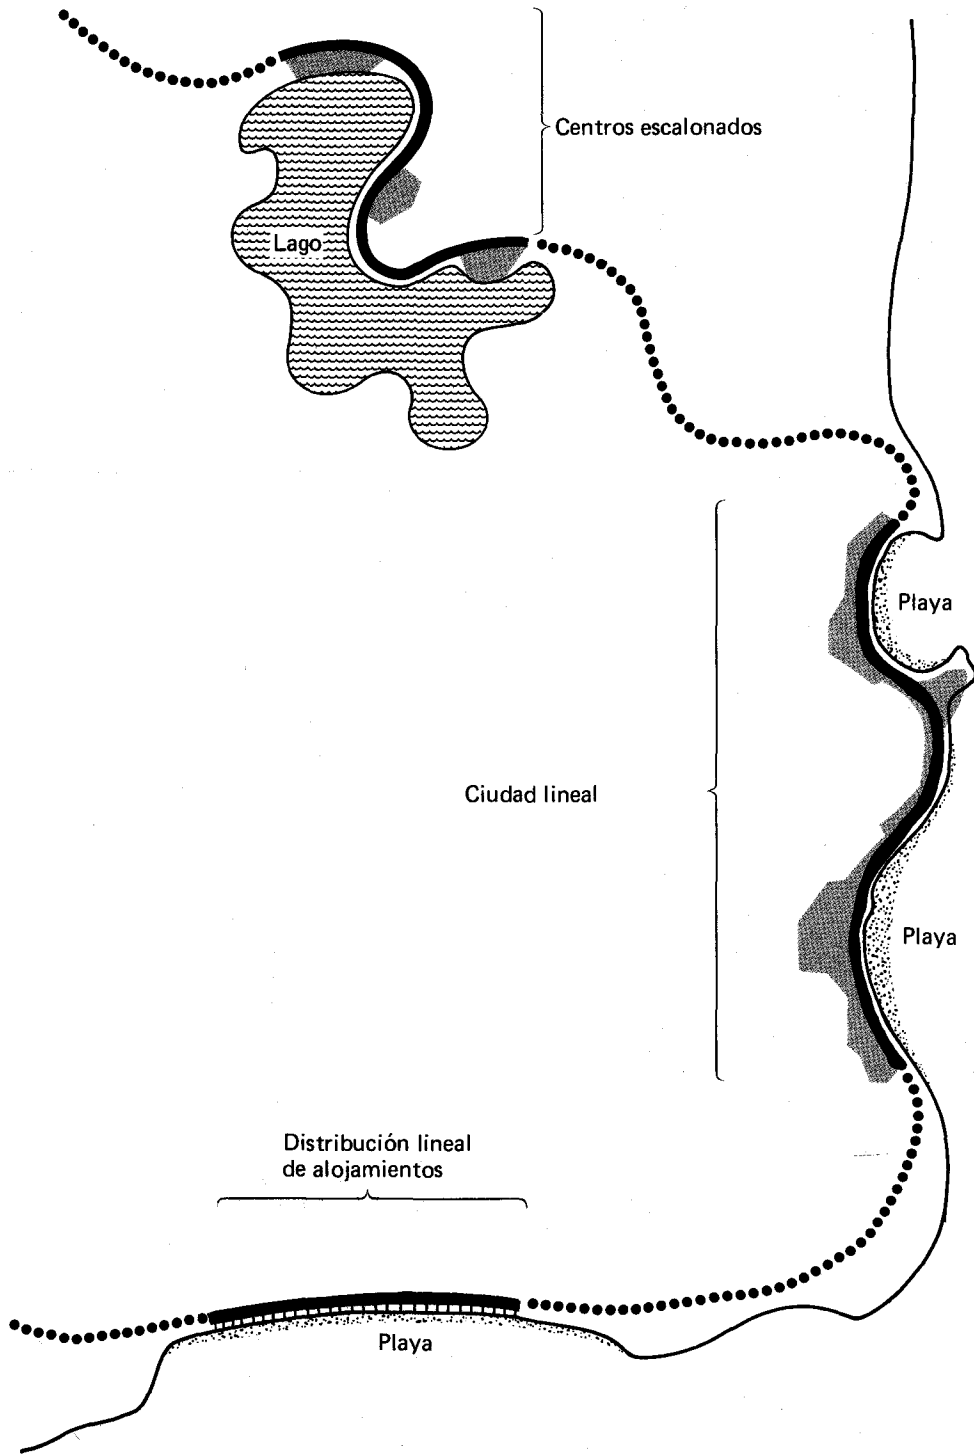 Centros escalonados
Lago
Playa
Ciudad lineal
Playa
Distribución lineal
de alojamientos
Playa